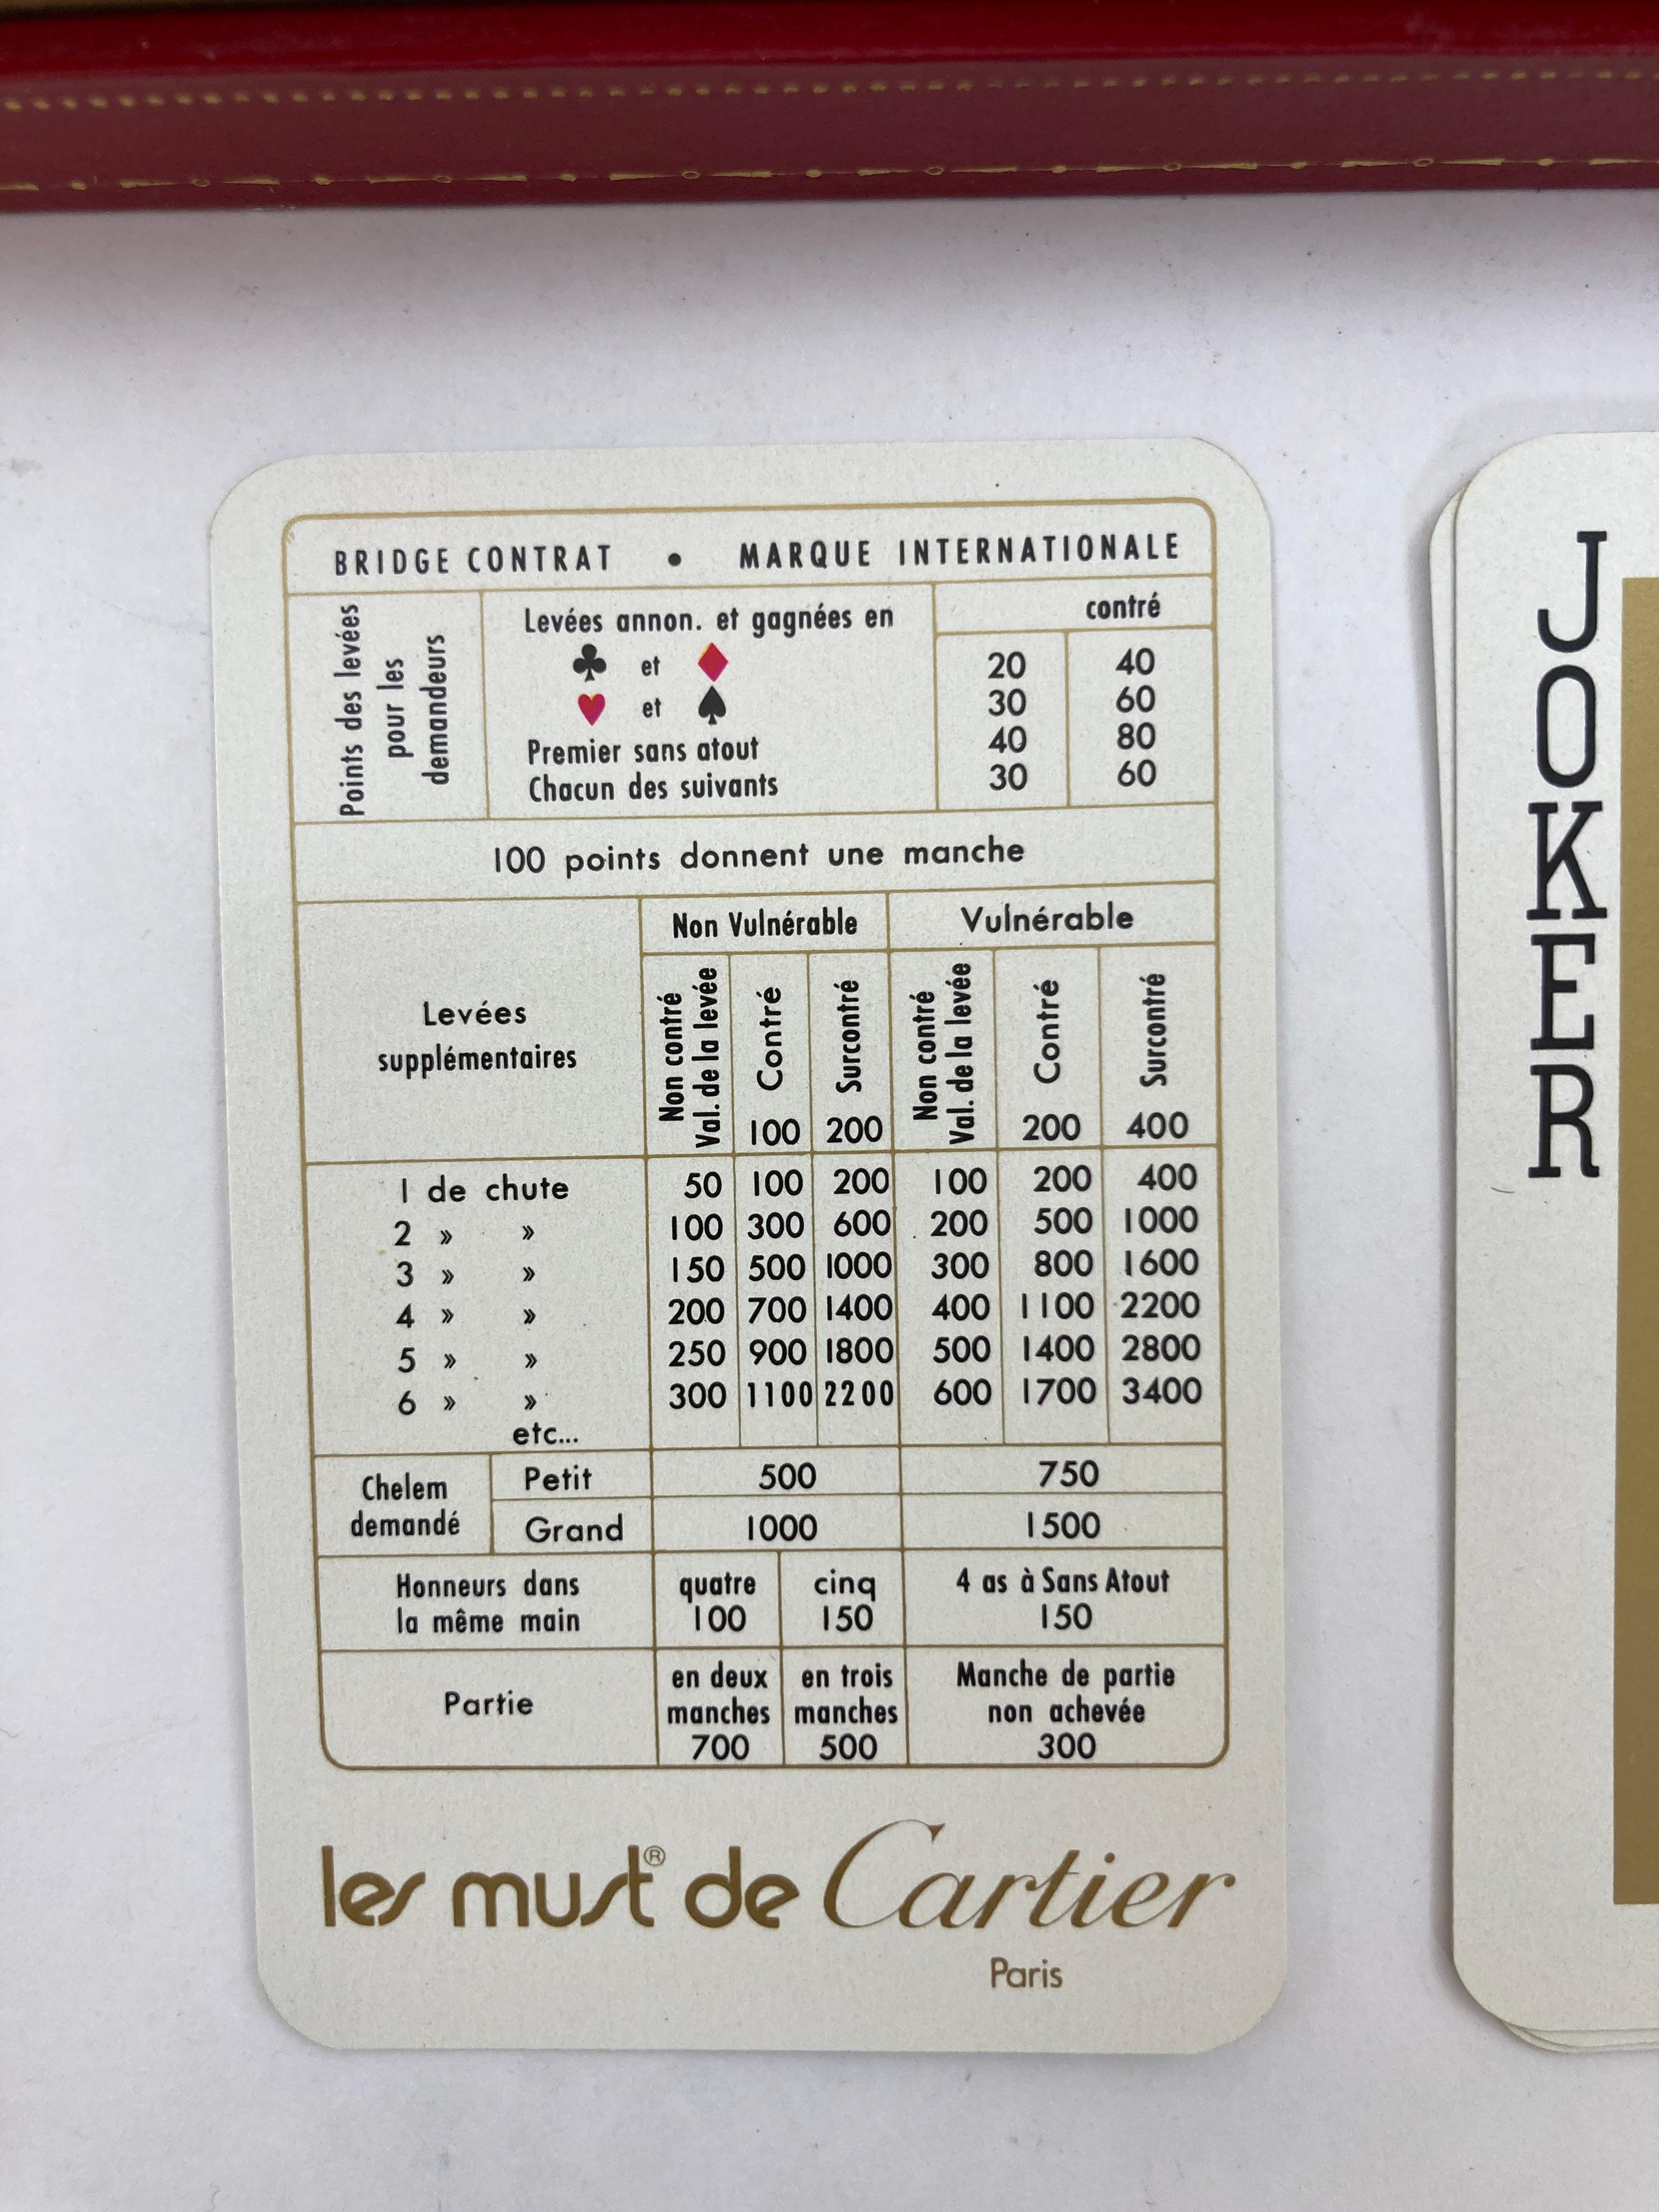 BRIDGE CONTRAT • MARQUE INTERNATIONALE
Points des levées
pour les
demandeurs
Levées annon. et gagnées en
contré
♣ et ♦ 20 40
♥ et ♠ 30 60
Premier sans atout 40 80
Chacun des suivants 30 60
100 points donnent une manche
Non Vulnérable Vulnérable
Levées
supplémentaires
Non contré
Val. de la levée
Contré
100
Surcontré
200
Non contré
Val. de la levée
Contré
200
Surcontré
400
1 de chute 50 100 200 100 200 400
2 » » 100 300 600 200 500 1000
3 » » 150 500 1000 300 800 1600
4 » » 200 700 1400 400 1100 2200
5 » » 250 900 1800 500 1400 2800
6 » » 300 1100 2200 600 1700 3400
etc...
Chelem
demandé
Petit 500 750
Grand 1000 1500
Honneurs dans
la même main
quatre
100
cinq
150
4 as à Sans Atout
150
Partie
en deux
manches
700
en trois
manches
500
Manche de partie
non achevée
300
les must® de Cartier
Paris
JOKER